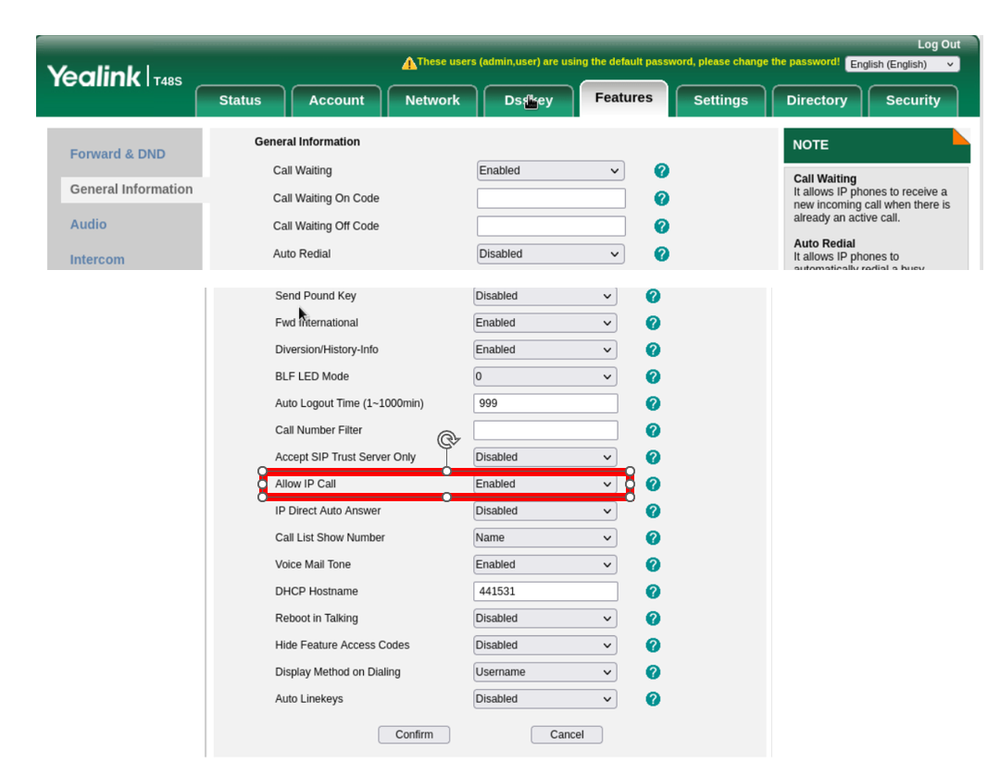 Log Out
Yealink | T48S
These users (admin,user) are using the default password, please change the password!
English (English)
Status
Account
Network
Features
Settings
Directory
Security
Forward & DND
General Information
Audio
Intercom
General Information
Call Waiting Enabled ?
Call Waiting On Code ?
Call Waiting Off Code ?
Auto Redial Disabled ?
NOTE
Call Waiting
It allows IP phones to receive a
new incoming call when there is
already an active call.
Auto Redial
It allows IP phones to
automatically redial a busy
Send Pound Key Disabled ?
Fwd International Enabled ?
Diversion/History-Info Enabled ?
BLF LED Mode 0 ?
Auto Logout Time (1~1000min) 999 ?
Call Number Filter ?
Accept SIP Trust Server Only Disabled ?
Allow IP Call Enabled ?
IP Direct Auto Answer Disabled ?
Call List Show Number Name ?
Voice Mail Tone Enabled ?
DHCP Hostname 441531 ?
Reboot in Talking Disabled ?
Hide Feature Access Codes Disabled ?
Display Method on Dialing Username ?
Auto Linekeys Disabled ?
Confirm
Cancel